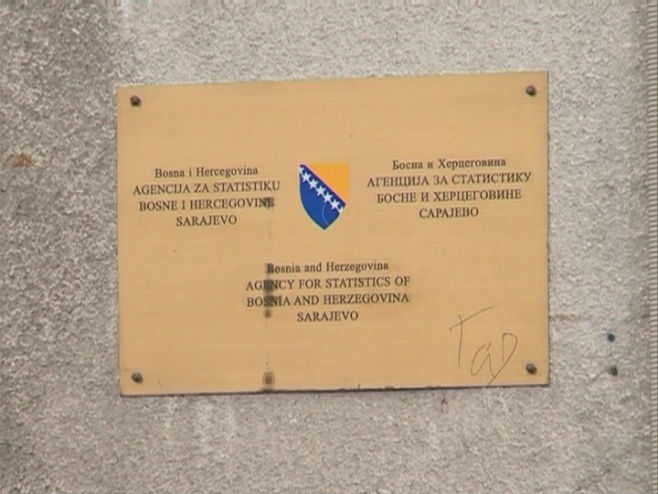 Bosna i Hercegovina
AGENCIJA ZA STATISTIKU
BOSNE I HERCEGOVINE
SARAJEVO
Босна и Херцеговина
АГЕНЦИЈА ЗА СТАТИСТИКУ
БОСНЕ И ХЕРЦЕГОВИНЕ
САРАЈЕВО
Bosnia and Herzegovina
AGENCY FOR STATISTICS OF
BOSNIA AND HERZEGOVINA
SARAJEVO